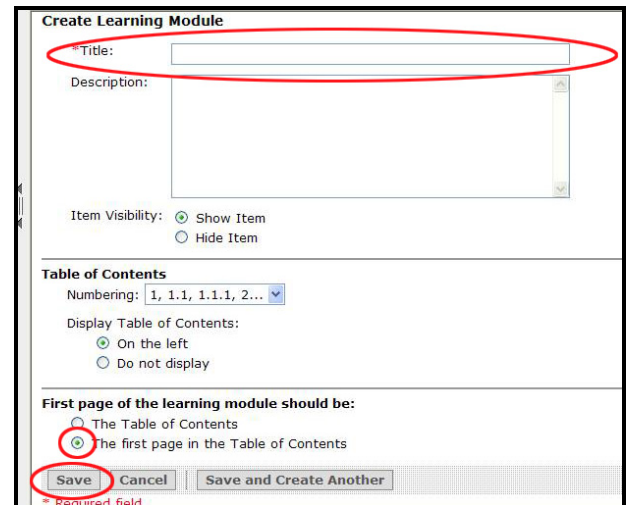 Create Learning Module
*Title:
Description:
Item Visibility: Show Item
Hide Item
Table of Contents
Numbering: 1, 1.1, 1.1.1, 2...
Display Table of Contents:
On the left
Do not display
First page of the learning module should be:
The Table of Contents
The first page in the Table of Contents
Save Cancel Save and Create Another
* Required field